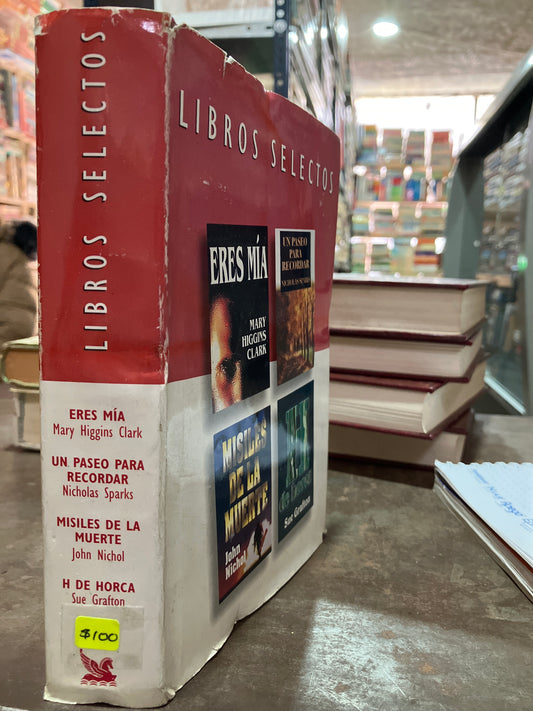 LIBROS SELECTOS
ERES MÍA
Mary Higgins Clark
UN PASEO PARA
RECORDAR
Nicholas Sparks
MISILES DE LA
MUERTE
John Nichol
H DE HORCA
Sue Grafton
$100
LIBROS SELECTOS
ERES MÍA
MARY
HIGGINS
CLARK
UN PASEO
PARA
RECORDAR
NICHOLAS SPARKS
MISILES
DE LA
MUERTE
John
Nichol
Sue Grafton